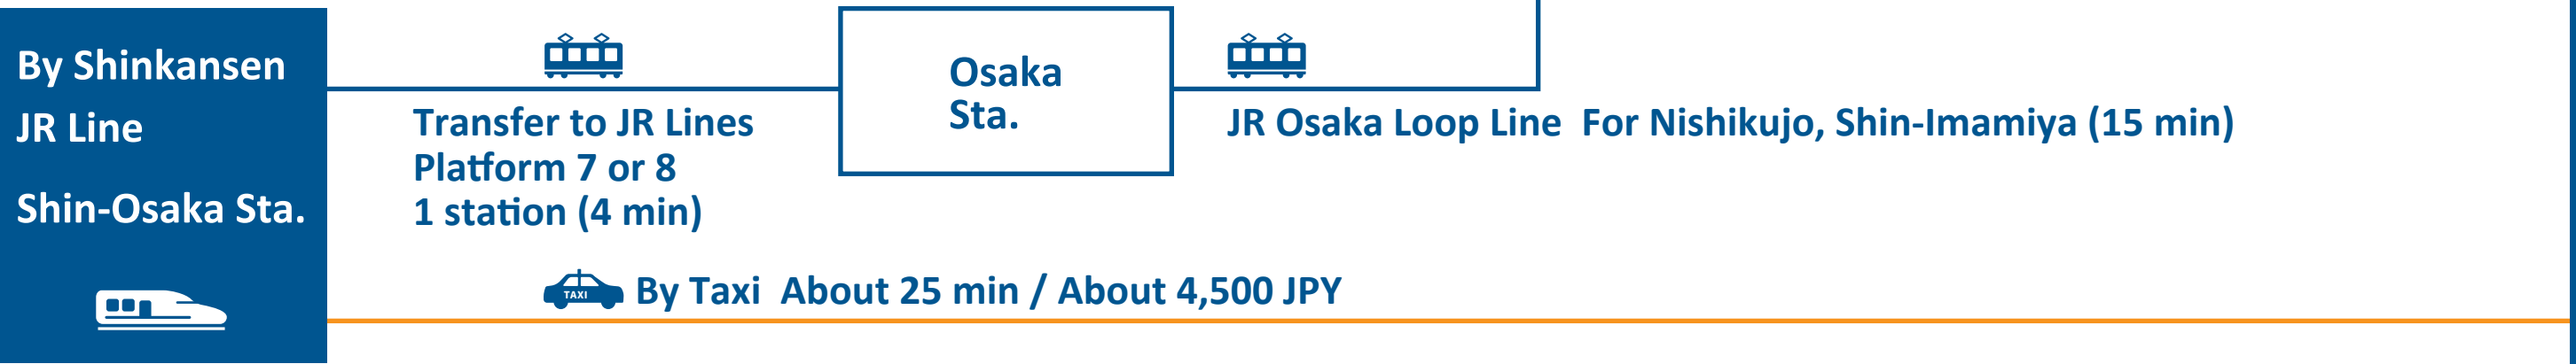 By Shinkansen
JR Line
Shin-Osaka Sta.
Transfer to JR Lines
Platform 7 or 8
1 station (4 min)
Osaka
Sta.
JR Osaka Loop Line For Nishikujo, Shin-Imamiya (15 min)
TAXI
By Taxi About 25 min / About 4,500 JPY